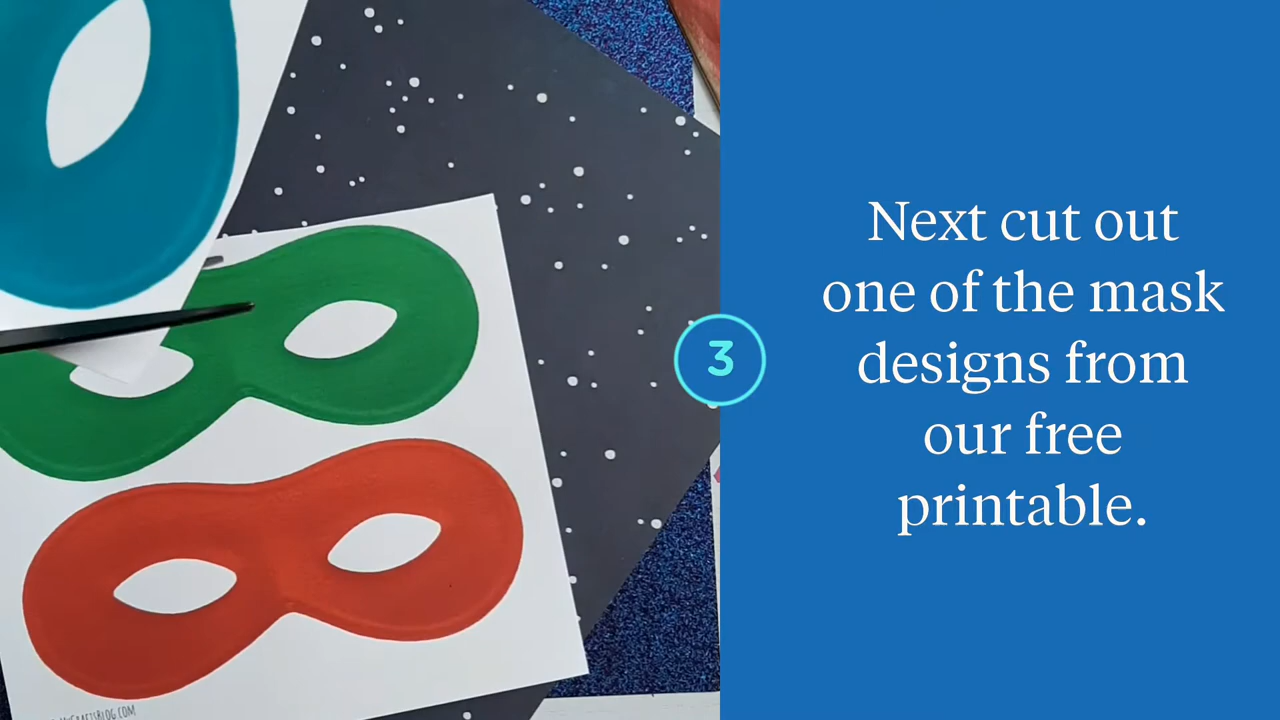 3
Next cut out
one of the mask
designs from
our free
printable.